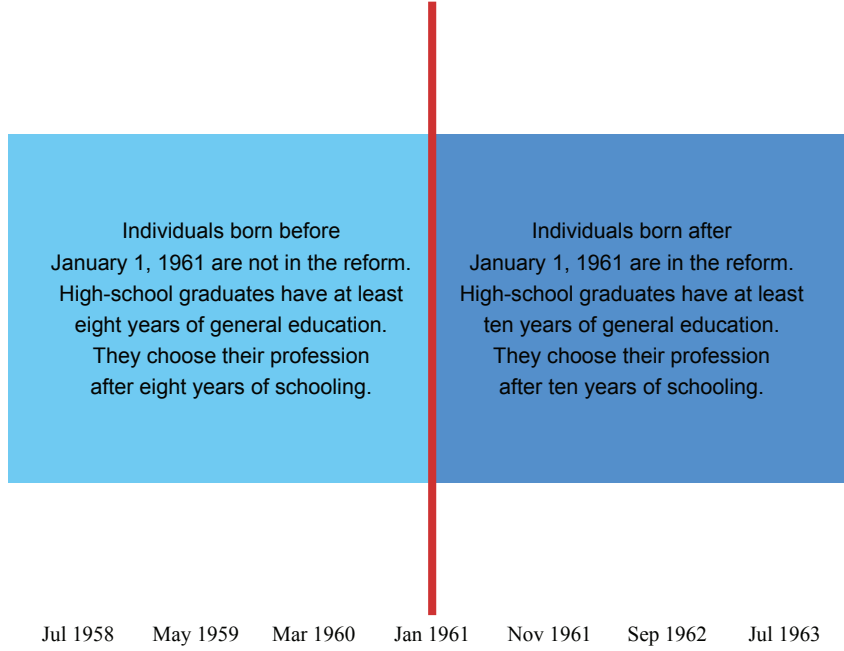 Individuals born before
January 1, 1961 are not in the reform.
High-school graduates have at least
eight years of general education.
They choose their profession
after eight years of schooling.
Individuals born after
January 1, 1961 are in the reform.
High-school graduates have at least
ten years of general education.
They choose their profession
after ten years of schooling.
Jul 1958 May 1959 Mar 1960 Jan 1961 Nov 1961 Sep 1962 Jul 1963